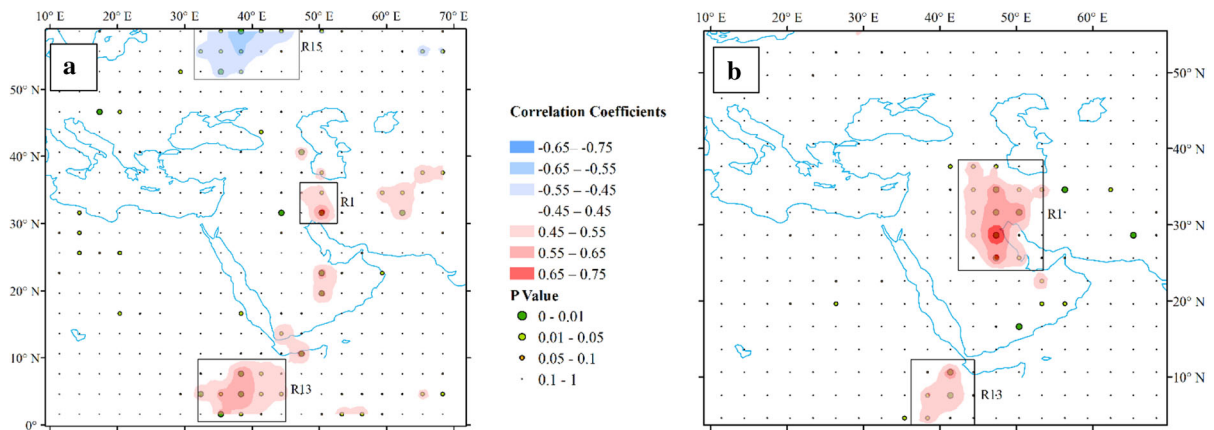 10° E 20° E 30° E 40° E 50° E 60° E 70° E
a
R15
50° N
40° N
R1
30° N
20° N
10° N
R13
0°
Correlation Coefficients
-0.65 – -0.75
-0.65 – -0.55
-0.55 – -0.45
-0.45 – 0.45
0.45 – 0.55
0.55 – 0.65
0.65 – 0.75
P Value
0 - 0.01
0.01 - 0.05
0.05 - 0.1
0.1 - 1
10° E 20° E 30° E 40° E 50° E 60° E
b
50° N
40° N
R1
30° N
20° N
10° N
R13